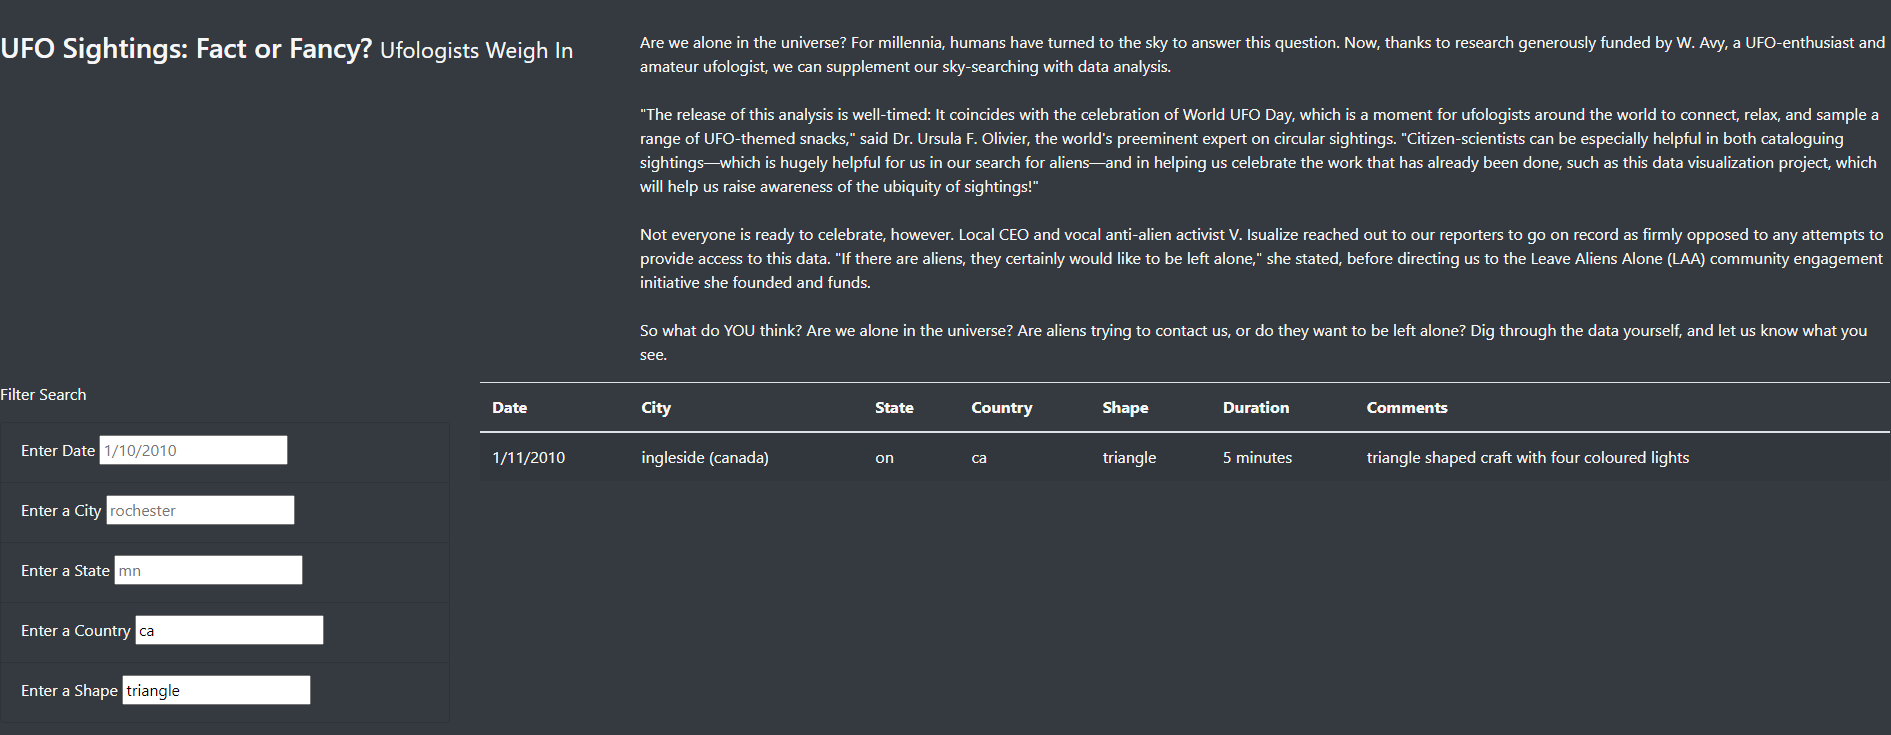 UFO Sightings: Fact or Fancy? Ufologists Weigh In
Are we alone in the universe? For millennia, humans have turned to the sky to answer this question. Now, thanks to research generously funded by W. Avy, a UFO-enthusiast and
amateur ufologist, we can supplement our sky-searching with data analysis.
"The release of this analysis is well-timed: It coincides with the celebration of World UFO Day, which is a moment for ufologists around the world to connect, relax, and sample a
range of UFO-themed snacks," said Dr. Ursula F. Olivier, the world's preeminent expert on circular sightings. "Citizen-scientists can be especially helpful in both cataloguing
sightings—which is hugely helpful for us in our search for aliens—and in helping us celebrate the work that has already been done, such as this data visualization project, which
will help us raise awareness of the ubiquity of sightings!"
Not everyone is ready to celebrate, however. Local CEO and vocal anti-alien activist V. Isualize reached out to our reporters to go on record as firmly opposed to any attempts to
provide access to this data. "If there are aliens, they certainly would like to be left alone," she stated, before directing us to the Leave Aliens Alone (LAA) community engagement
initiative she founded and funds.
So what do YOU think? Are we alone in the universe? Are aliens trying to contact us, or do they want to be left alone? Dig through the data yourself, and let us know what you
see.
Filter Search
Enter Date 1/10/2010
Enter a City rochester
Enter a State mn
Enter a Country ca
Enter a Shape triangle
Date City State Country Shape Duration Comments
1/11/2010 ingleside (canada) on ca triangle 5 minutes triangle shaped craft with four coloured lights